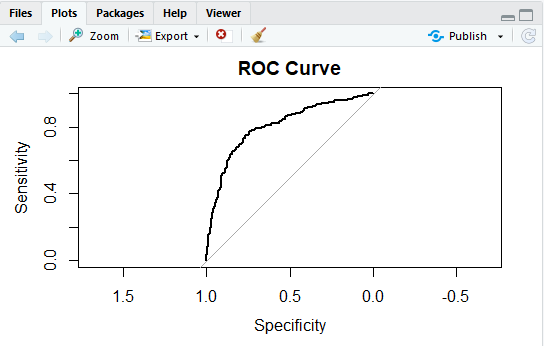 Files Plots Packages Help Viewer
Zoom Export Publish
ROC Curve
Sensitivity
0.8
0.4
0.0
1.5 1.0 0.5 0.0 -0.5
Specificity